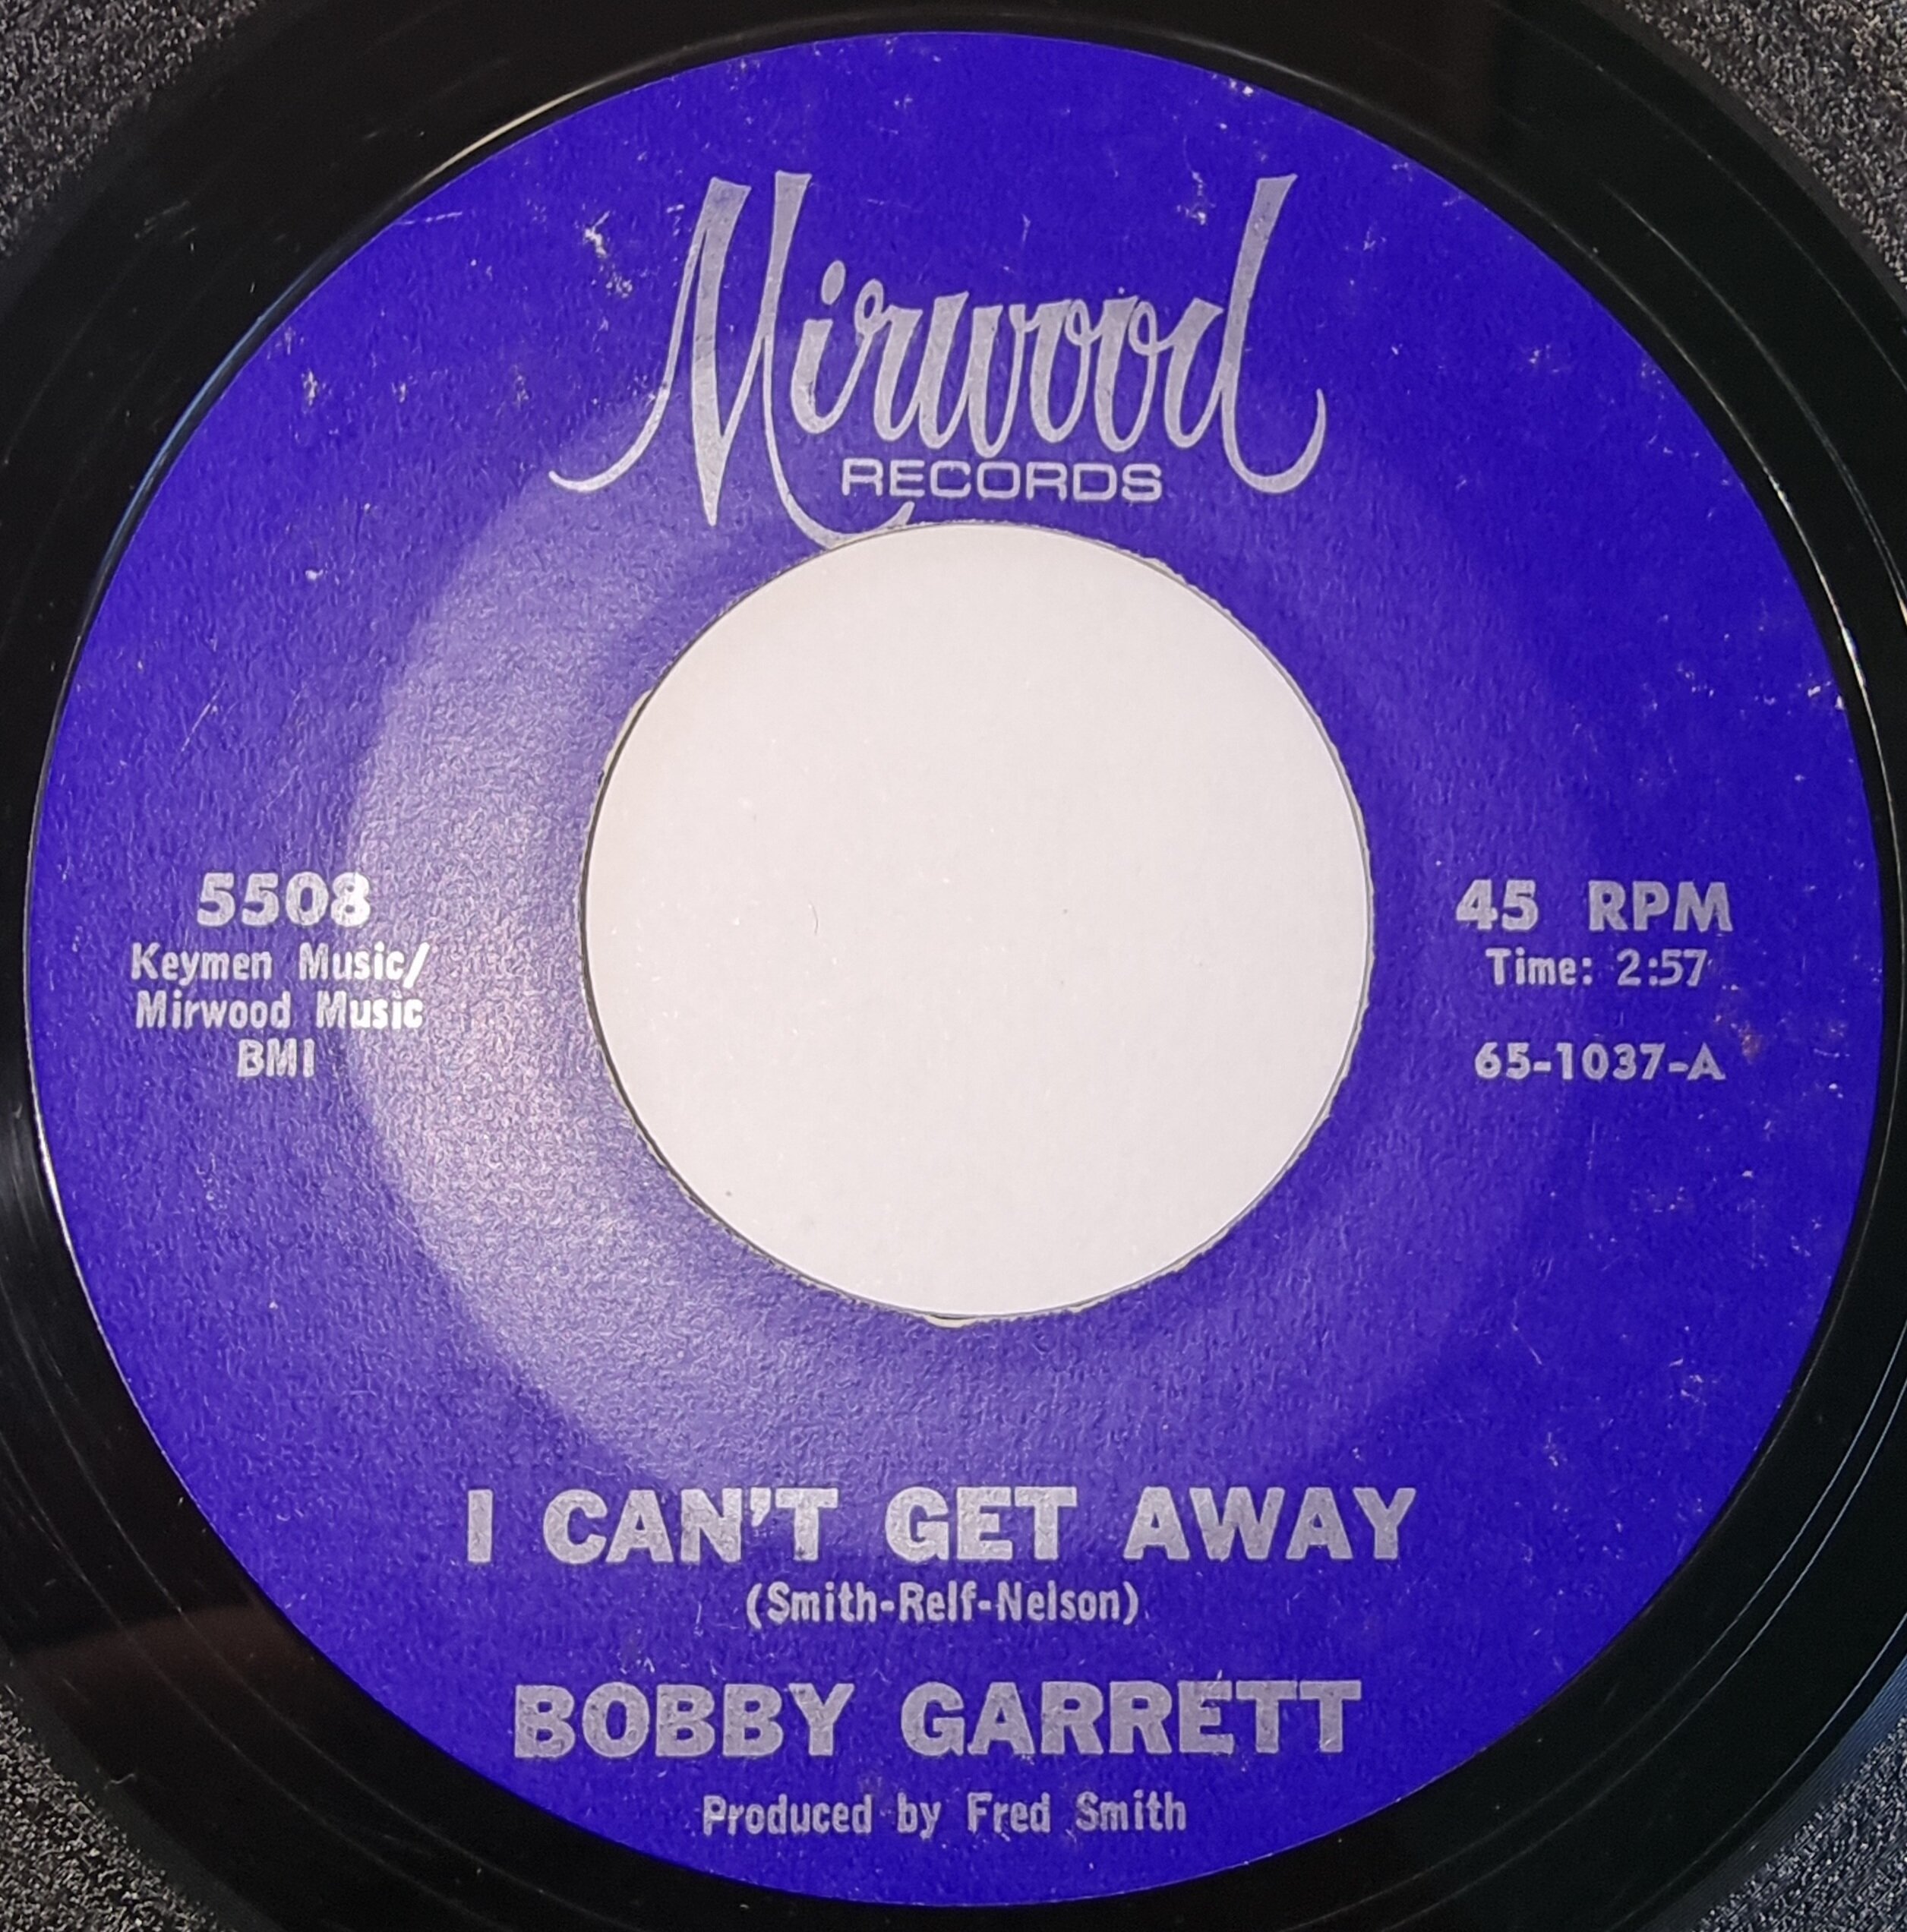 Mirwood
RECORDS
5508
Keymen Music/
Mirwood Music
BMI
45 RPM
Time: 2:57
65-1037-A
I CAN'T GET AWAY
(Smith-Relf-Nelson)
BOBBY GARRETT
Produced by Fred Smith